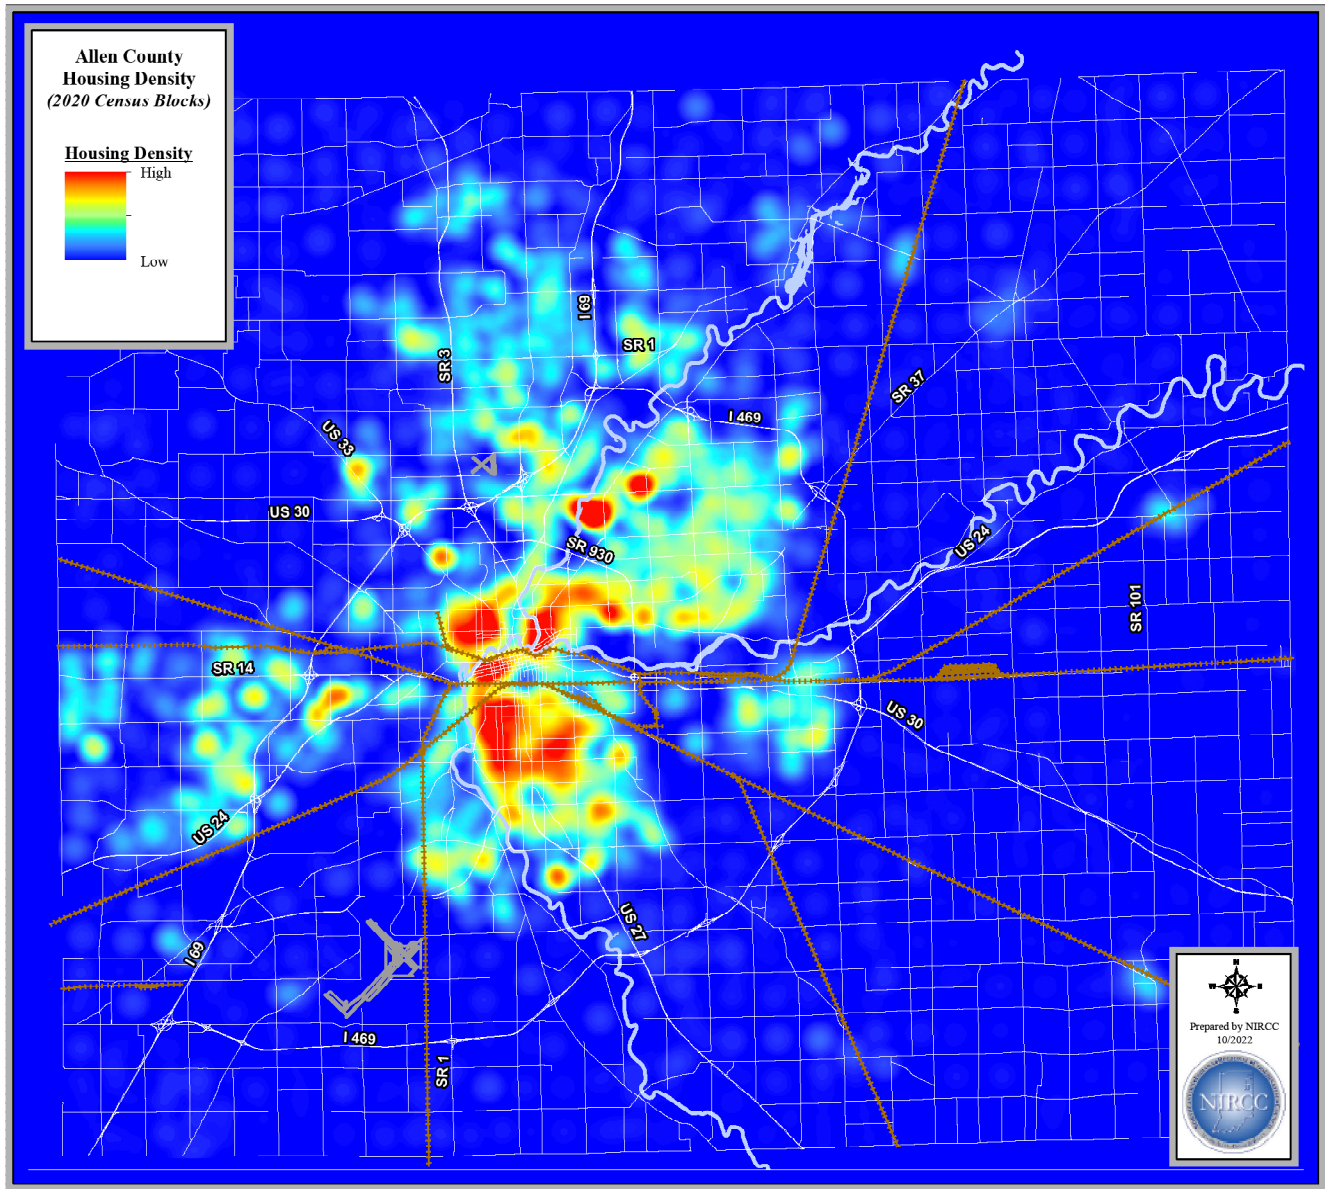 Allen County
Housing Density
(2020 Census Blocks)
Housing Density
High
Low
I 69
SR 1
SR 3
SR 37
I 469
US 33
US 30
SR 930
US 24
SR 101
SR 14
US 30
US 24
US 27
I 69
I 469
SR 1
N
W
E
S
Prepared by NIRCC
10/2022
NIRCC